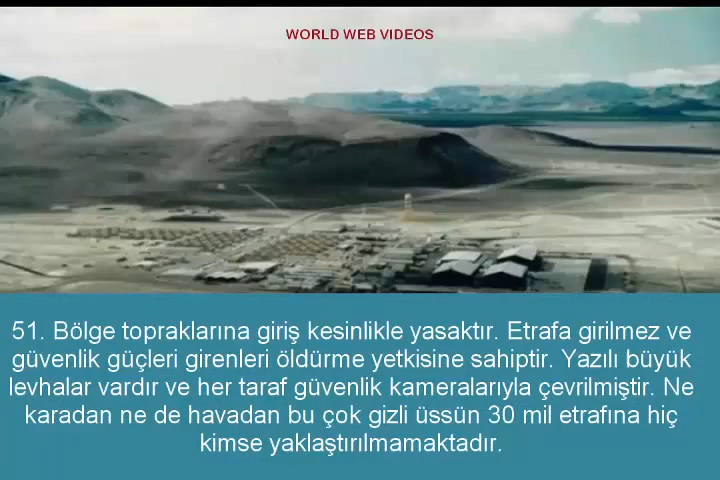 WORLD WEB VIDEOS
51. Bölge topraklarına giriş kesinlikle yasaktır. Etrafa girilmez ve
güvenlik güçleri girenleri öldürme yetkisine sahiptir. Yazılı büyük
levhalar vardır ve her taraf güvenlik kameralarıyla çevrilmiştir. Ne
karadan ne de havadan bu çok gizli üssün 30 mil etrafına hiç
kimse yaklaştırılmamaktadır.